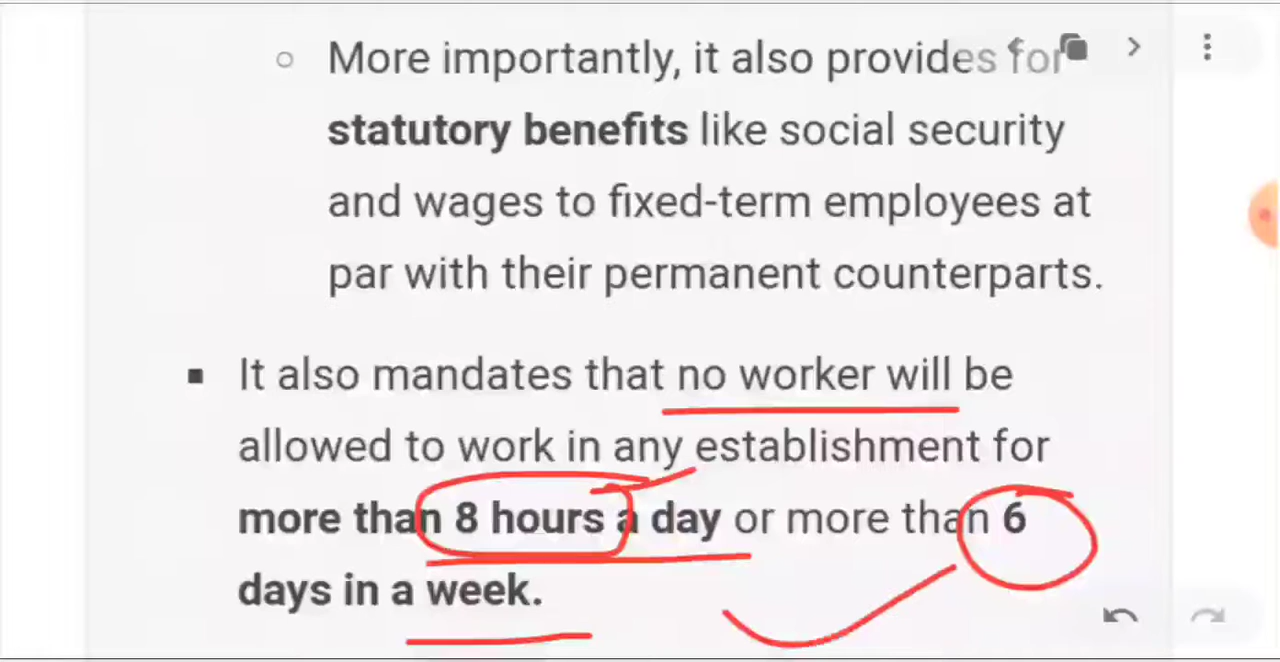 More importantly, it also provides for
statutory benefits like social security
and wages to fixed-term employees at
par with their permanent counterparts.
It also mandates that no worker will be
allowed to work in any establishment for
more than 8 hours a day or more than 6
days in a week.